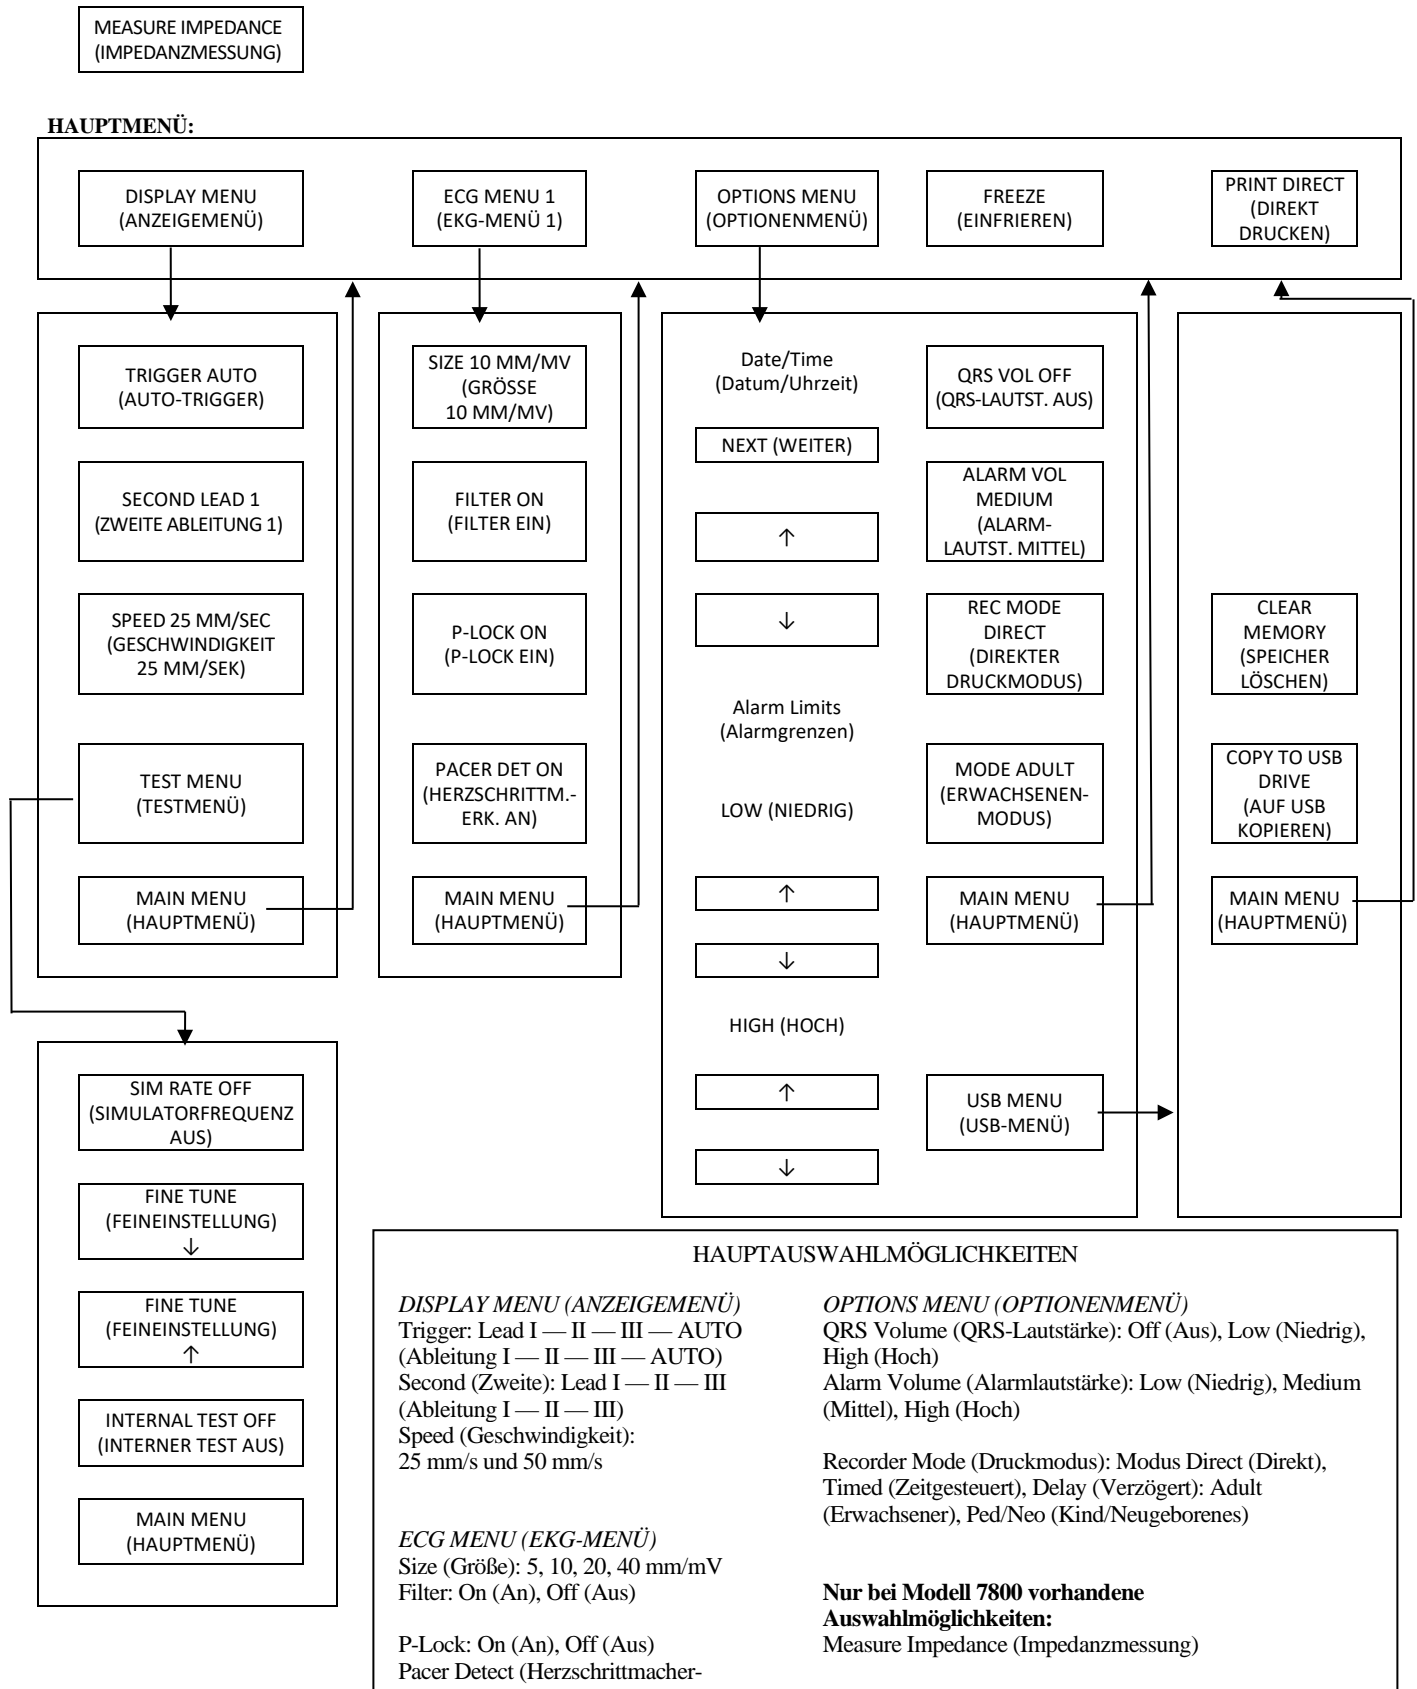 MEASURE IMPEDANCE
(IMPEDANZMESSUNG)
HAUPTMENÜ:
DISPLAY MENU
(ANZEIGEMENÜ)
ECG MENU 1
(EKG-MENÜ 1)
OPTIONS MENU
(OPTIONENMENÜ)
FREEZE
(EINFRIEREN)
PRINT DIRECT
(DIREKT
DRUCKEN)
TRIGGER AUTO
(AUTO-TRIGGER)
SECOND LEAD 1
(ZWEITE ABLEITUNG 1)
SPEED 25 MM/SEC
(GESCHWINDIGKEIT
25 MM/SEK)
TEST MENU
(TESTMENÜ)
MAIN MENU
(HAUPTMENÜ)
SIZE 10 MM/MV
(GRÖSSE
10 MM/MV)
FILTER ON
(FILTER EIN)
P-LOCK ON
(P-LOCK EIN)
PACER DET ON
(HERZSCHRITTM.-
ERK. AN)
MAIN MENU
(HAUPTMENÜ)
Date/Time
(Datum/Uhrzeit)
NEXT (WEITER)
↑
↓
Alarm Limits
(Alarmgrenzen)
LOW (NIEDRIG)
↑
↓
HIGH (HOCH)
↑
↓
QRS VOL OFF
(QRS-LAUTST. AUS)
ALARM VOL
MEDIUM
(ALARM-
LAUTST. MITTEL)
REC MODE
DIRECT
(DIREKTER
DRUCKMODUS)
MODE ADULT
(ERWACHSENEN-
MODUS)
MAIN MENU
(HAUPTMENÜ)
USB MENU
(USB-MENÜ)
CLEAR
MEMORY
(SPEICHER
LÖSCHEN)
COPY TO USB
DRIVE
(AUF USB
KOPIEREN)
MAIN MENU
(HAUPTMENÜ)
SIM RATE OFF
(SIMULATORFREQUENZ
AUS)
FINE TUNE
(FEINEINSTELLUNG)
↓
FINE TUNE
(FEINEINSTELLUNG)
↑
INTERNAL TEST OFF
(INTERNER TEST AUS)
MAIN MENU
(HAUPTMENÜ)
HAUPTAUSWAHLMÖGLICHKEITEN
DISPLAY MENU (ANZEIGEMENÜ)
Trigger: Lead I — II — III — AUTO
(Ableitung I — II — III — AUTO)
Second (Zweite): Lead I — II — III
(Ableitung I — II — III)
Speed (Geschwindigkeit):
25 mm/s und 50 mm/s
ECG MENU (EKG-MENÜ)
Size (Größe): 5, 10, 20, 40 mm/mV
Filter: On (An), Off (Aus)
P-Lock: On (An), Off (Aus)
Pacer Detect (Herzschrittmacher-
OPTIONS MENU (OPTIONENMENÜ)
QRS Volume (QRS-Lautstärke): Off (Aus), Low (Niedrig),
High (Hoch)
Alarm Volume (Alarmlautstärke): Low (Niedrig), Medium
(Mittel), High (Hoch)
Recorder Mode (Druckmodus): Modus Direct (Direkt),
Timed (Zeitgesteuert), Delay (Verzögert): Adult
(Erwachsener), Ped/Neo (Kind/Neugeborenes)
Nur bei Modell 7800 vorhandene
Auswahlmöglichkeiten:
Measure Impedance (Impedanzmessung)